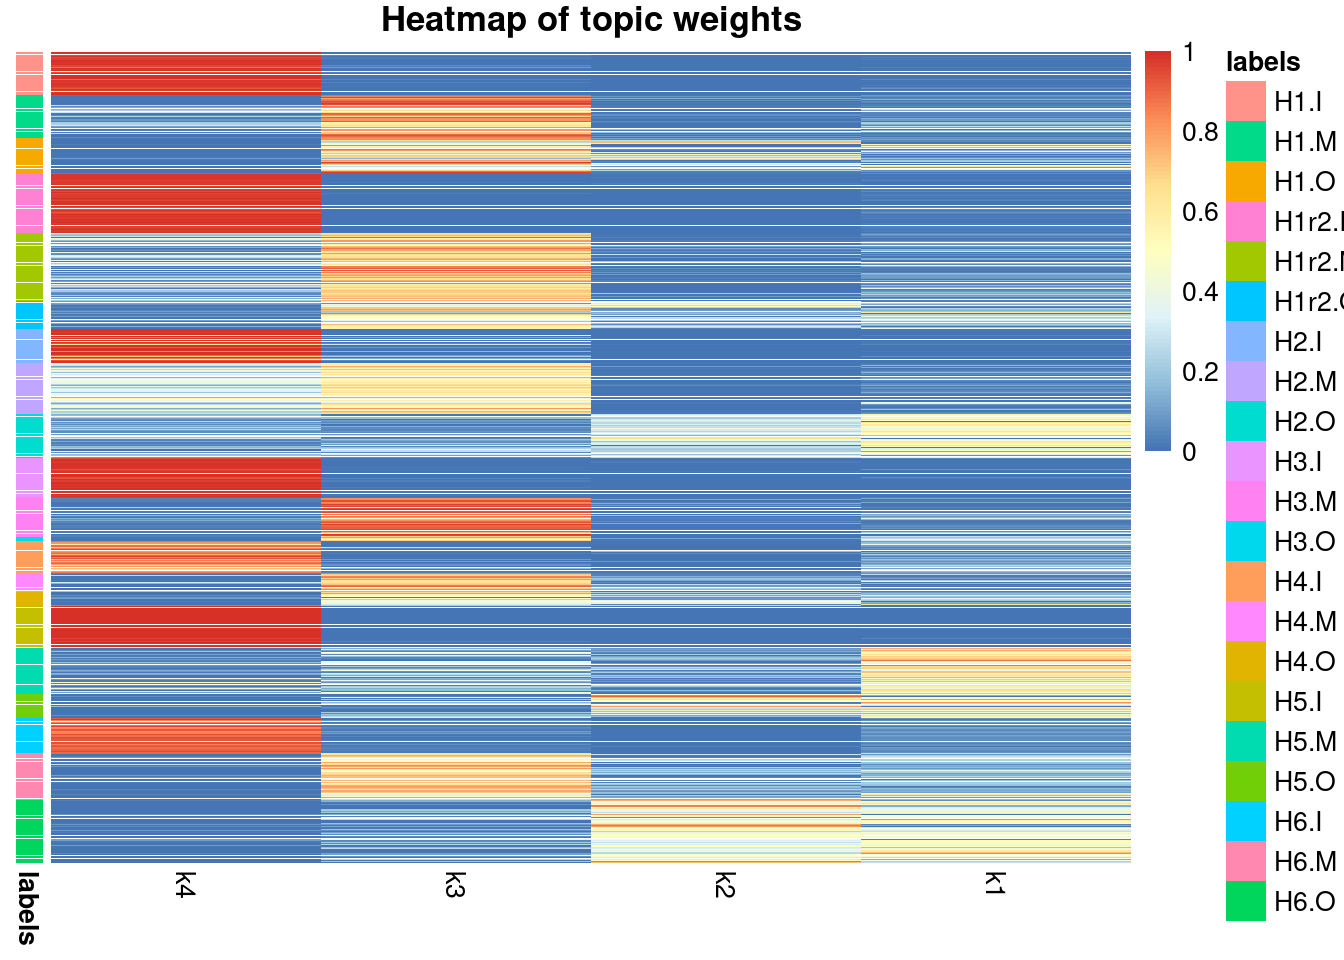 Heatmap of topic weights
1
0.8
0.6
0.4
0.2
0
labels
H1.I
H1.M
H1.O
H1r2.I
H1r2.M
H1r2.O
H2.I
H2.M
H2.O
H3.I
H3.M
H3.O
H4.I
H4.M
H4.O
H5.I
H5.M
H5.O
H6.I
H6.M
H6.O
k4
k3
k2
k1
labels